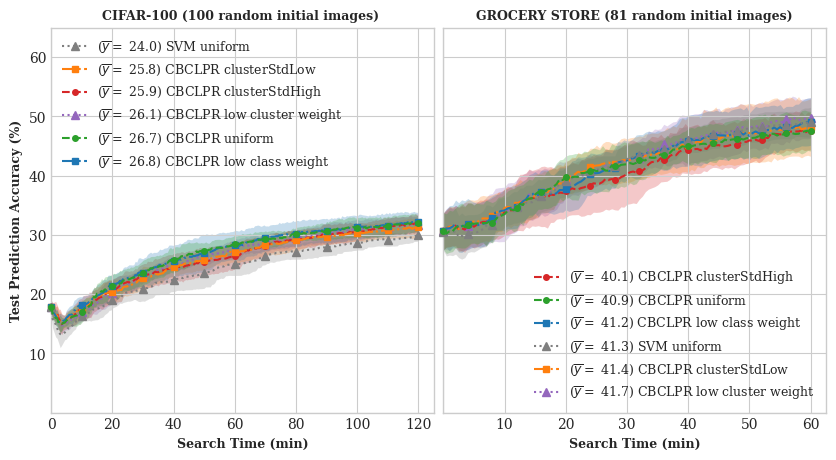 CIFAR-100 (100 random initial images)
GROCERY STORE (81 random initial images)
Test Prediction Accuracy (%)
60
50
40
30
20
10
(y̅ = 24.0) SVM uniform
(y̅ = 25.8) CBCLPR clusterStdLow
(y̅ = 25.9) CBCLPR clusterStdHigh
(y̅ = 26.1) CBCLPR low cluster weight
(y̅ = 26.7) CBCLPR uniform
(y̅ = 26.8) CBCLPR low class weight
0 20 40 60 80 100 120
Search Time (min)
(y̅ = 40.1) CBCLPR clusterStdHigh
(y̅ = 40.9) CBCLPR uniform
(y̅ = 41.2) CBCLPR low class weight
(y̅ = 41.3) SVM uniform
(y̅ = 41.4) CBCLPR clusterStdLow
(y̅ = 41.7) CBCLPR low cluster weight
10 20 30 40 50 60
Search Time (min)